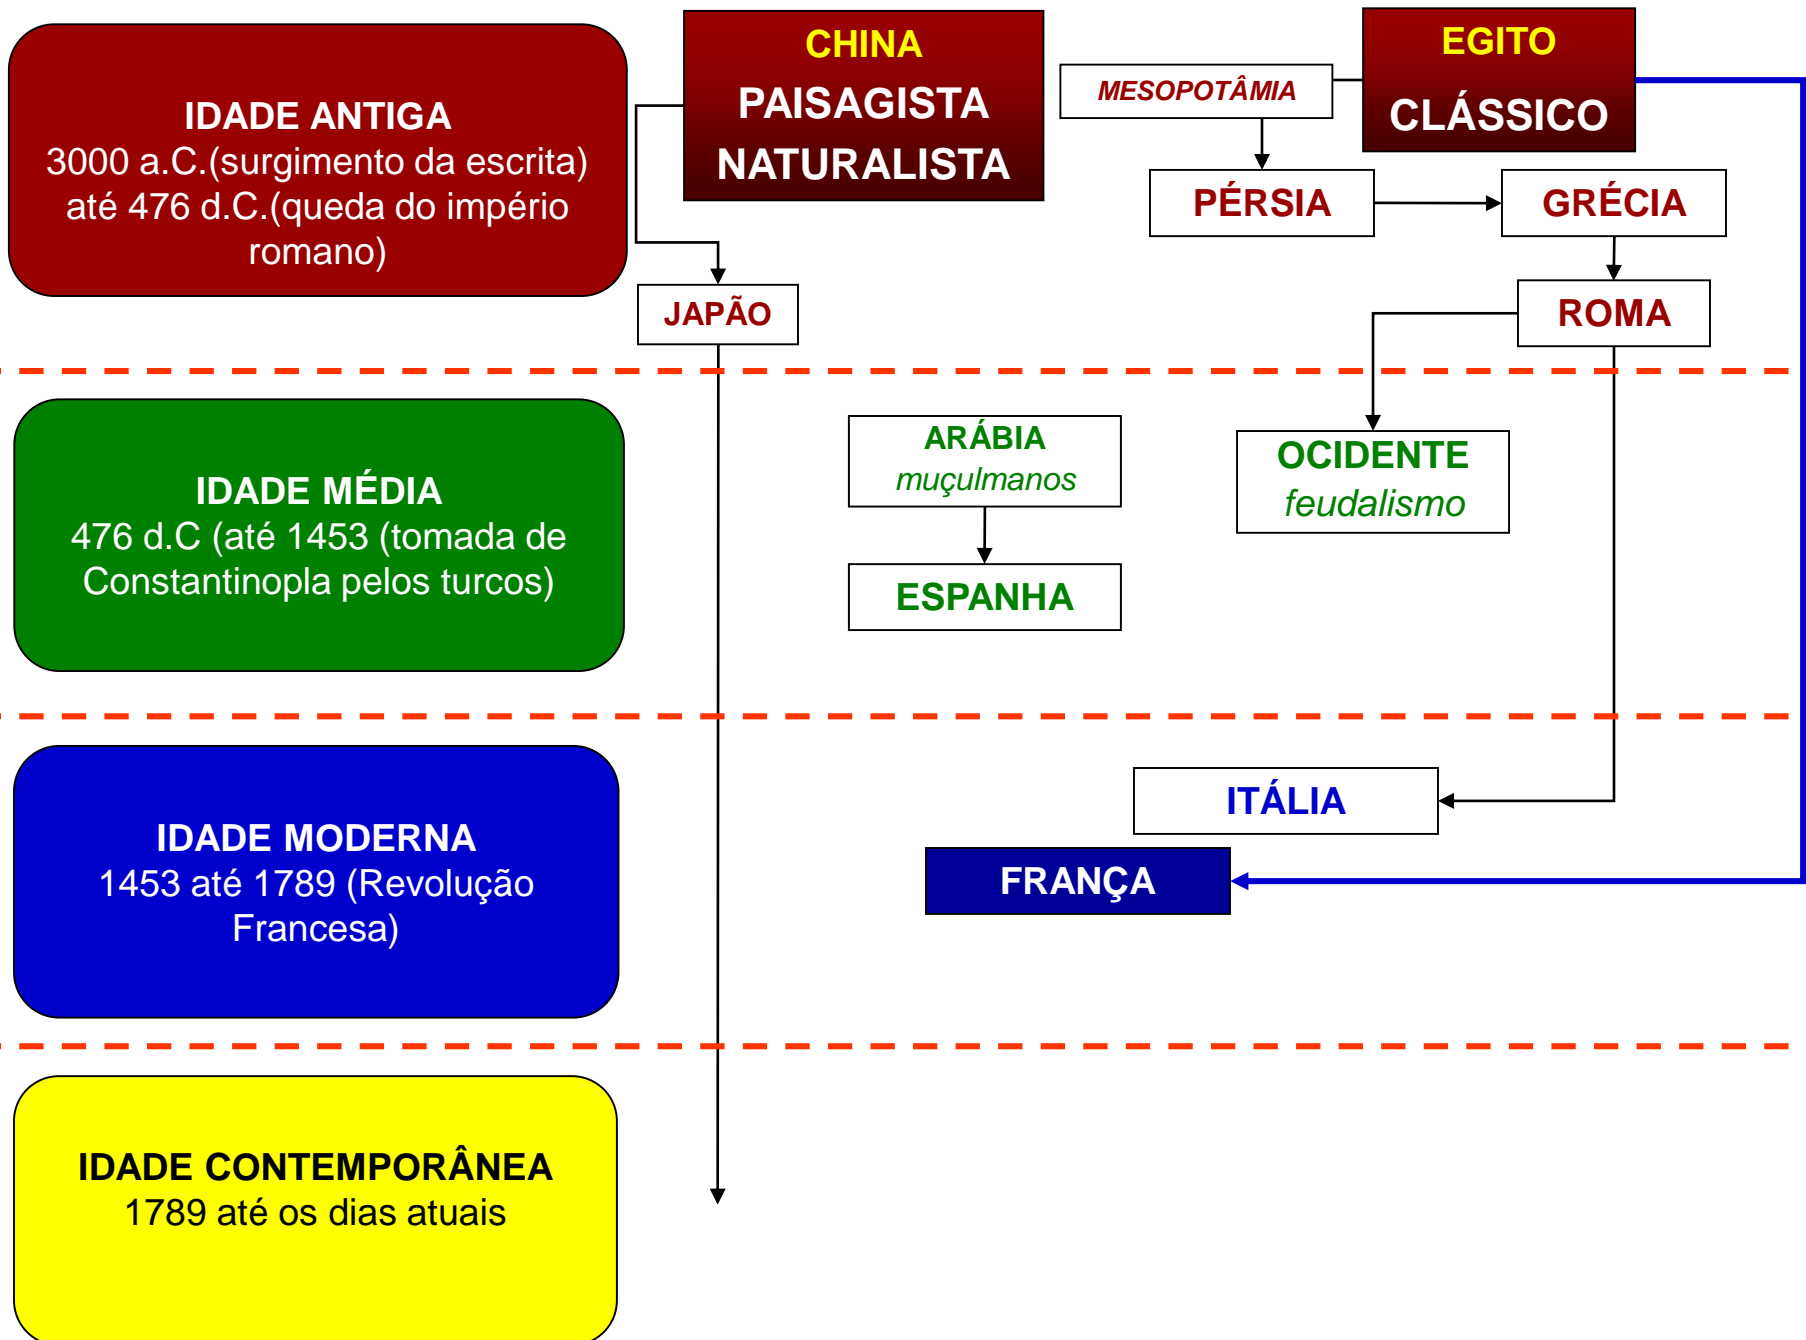 IDADE ANTIGA
3000 a.C.(surgimento da escrita)
até 476 d.C.(queda do império
romano)
CHINA
PAISAGISTA
NATURALISTA
MESOPOTÂMIA
EGITO
CLÁSSICO
PÉRSIA
GRÉCIA
JAPÃO
ROMA
IDADE MÉDIA
476 d.C (até 1453 (tomada de
Constantinopla pelos turcos)
ARÁBIA
muçulmanos
OCIDENTE
feudalismo
ESPANHA
IDADE MODERNA
1453 até 1789 (Revolução
Francesa)
ITÁLIA
FRANÇA
IDADE CONTEMPORÂNEA
1789 até os dias atuais